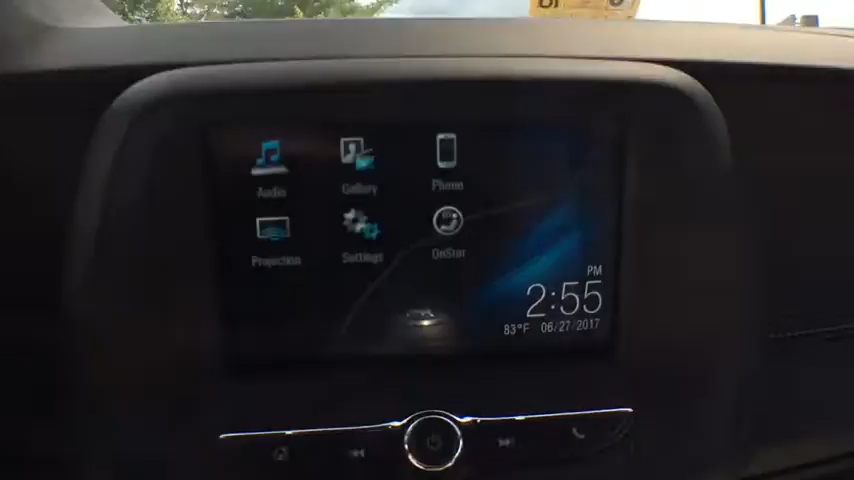 Audio Gallery Phone
Projection Settings OnStar
PM
2:55
83°F 06/27/2017